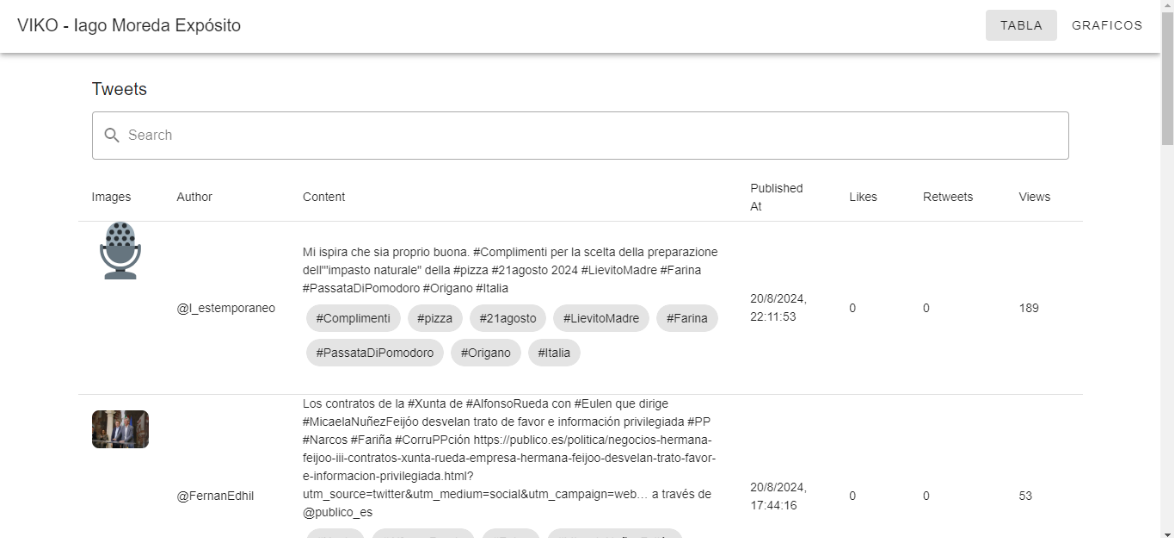 VIKO - Iago Moreda Expósito
TABLA
GRAFICOS
Tweets
Search
Images
Author
Content
Published
At
Likes
Retweets
Views
Mi ispira che sia proprio buona. #Complimenti per la scelta della preparazione
dell'"impasto naturale" della #pizza #21agosto 2024 #LievitoMadre #Farina
#PassataDiPomodoro #Origano #Italia
@I_estemporaneo
#Complimenti
#pizza
#21agosto
#LievitoMadre
#Farina
#PassataDiPomodoro
#Origano
#Italia
20/8/2024,
22:11:53
0
0
189
Los contratos de la #Xunta de #AlfonsoRueda con #Eulen que dirige
#MicaelaNuñezFeijóo desvelan trato de favor e información privilegiada #PP
#Narcos #Fariña #CorruPPción https://publico.es/politica/negocios-hermana-
feijoo-iii-contratos-xunta-rueda-empresa-hermana-feijoo-desvelan-trato-favor-
e-informacion-privilegiada.html?
utm_source=twitter&utm_medium=social&utm_campaign=web… a través de
@publico_es
@FernanEdhil
20/8/2024,
17:44:16
0
0
53